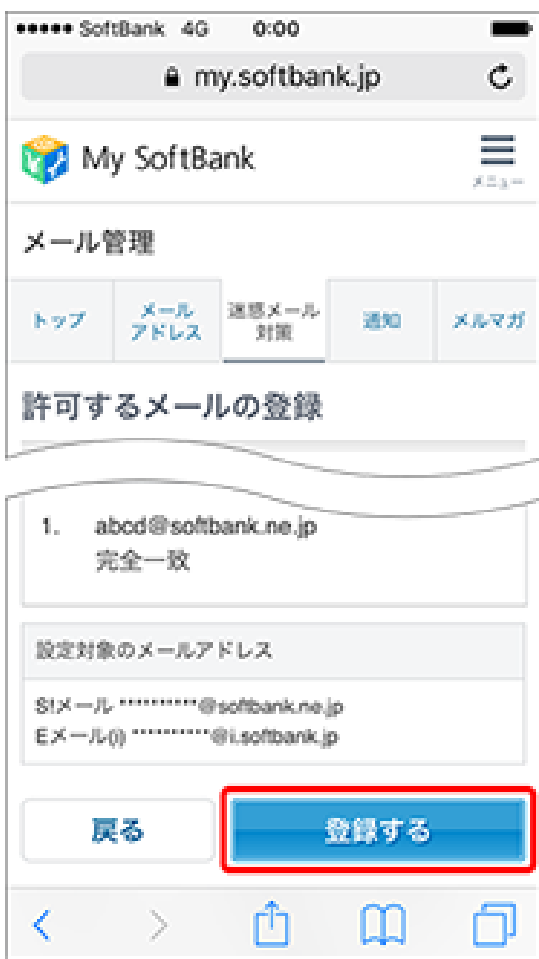 SoftBank 4G 0:00
my.softbank.jp
My SoftBank
メニュー
メール管理
トップ
メール
アドレス
迷惑メール
対策
通知
メルマガ
許可するメールの登録
1. abcd@softbank.ne.jp
完全一致
設定対象のメールアドレス
S!メール **********@softbank.ne.jp
Eメール(i) **********@i.softbank.jp
戻る
登録する